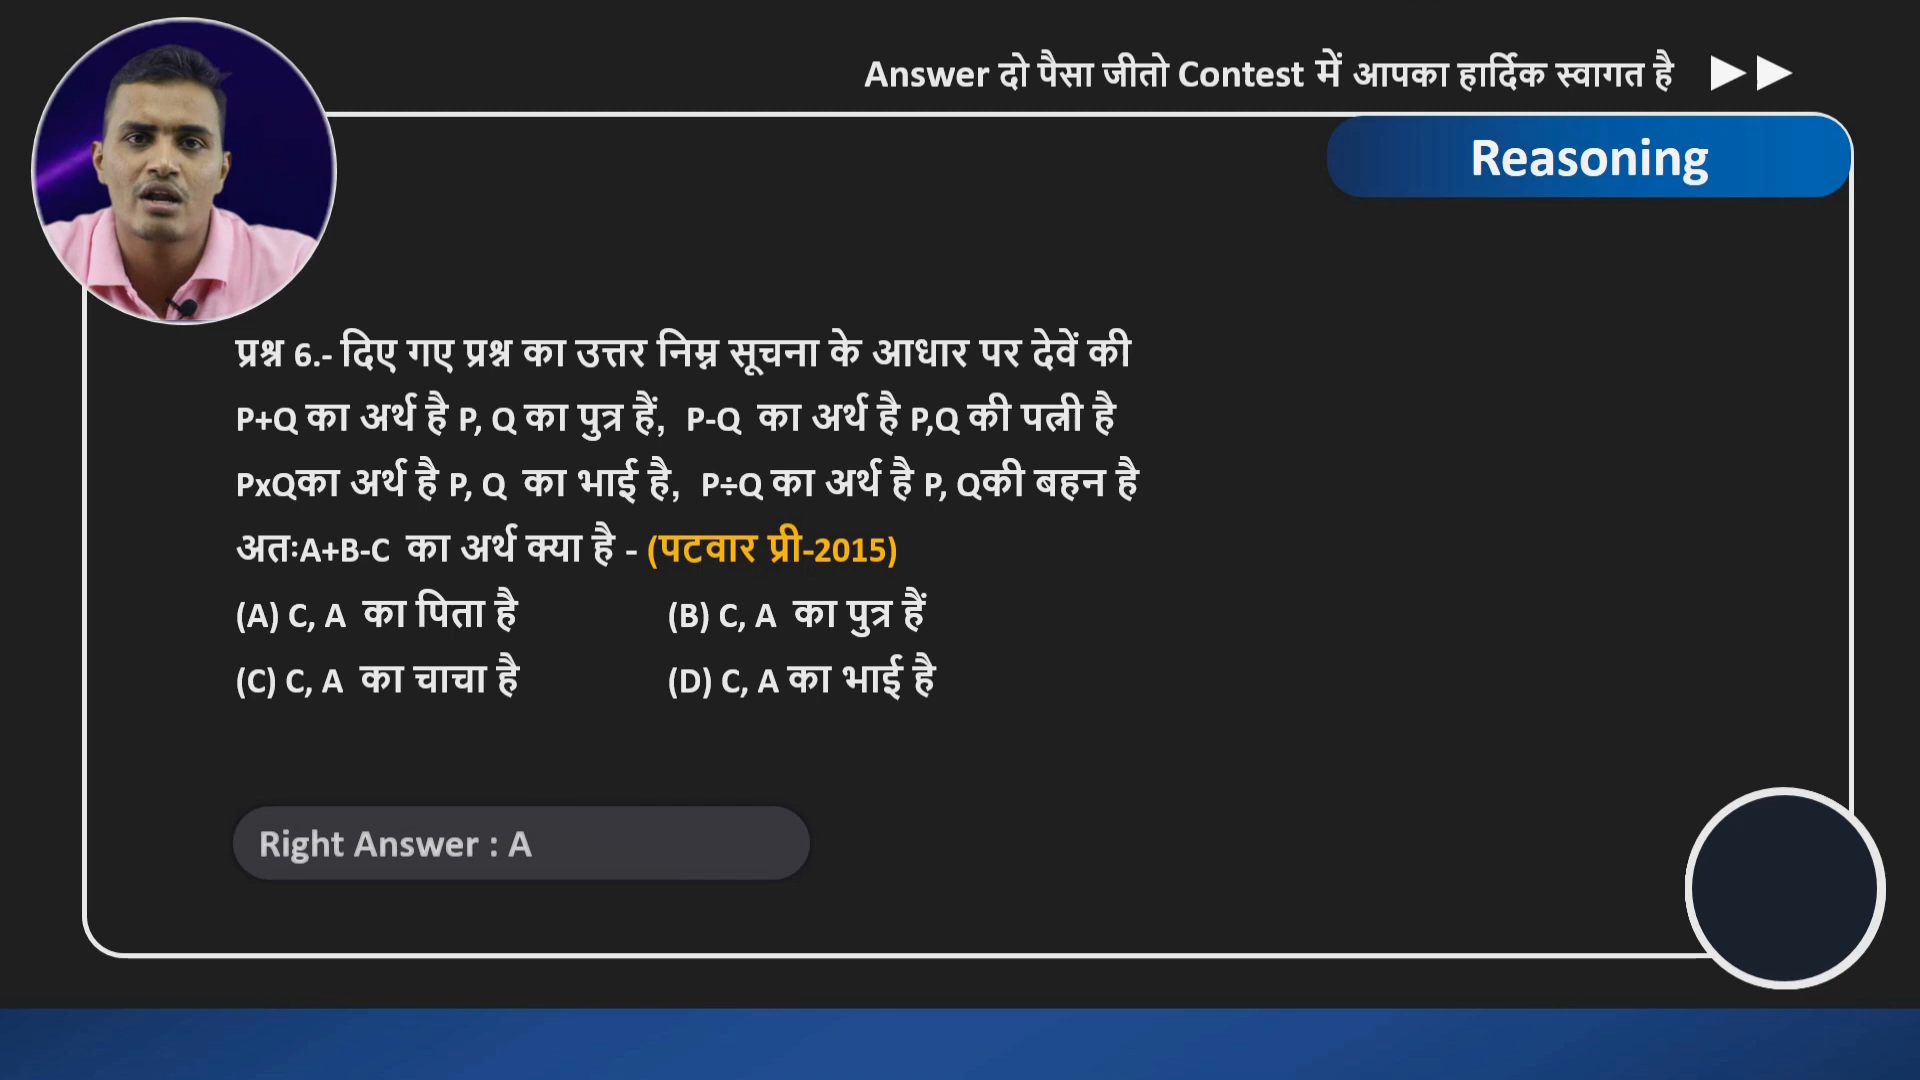 Answer दो पैसा जीतो Contest में आपका हार्दिक स्वागत है
Reasoning
प्रश्न 6.- दिए गए प्रश्न का उत्तर निम्न सूचना के आधार पर देवें की
P+Q का अर्थ है P, Q का पुत्र हैं, P-Q का अर्थ है P,Q की पत्नी है
PxQका अर्थ है P, Q का भाई है, P÷Q का अर्थ है P, Qकी बहन है
अतःA+B-C का अर्थ क्या है - (पटवार प्री-2015)
(A) C, A का पिता है (B) C, A का पुत्र हैं
(C) C, A का चाचा है (D) C, A का भाई है
Right Answer : A